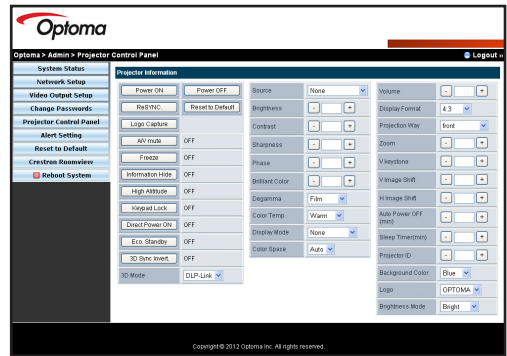 Optoma
Optoma > Admin > Projector Control Panel
Logout »
System Status
Network Setup
Video Output Setup
Change Passwords
Projector Control Panel
Alert Setting
Reset to Default
Crestron Roomview
Reboot System
Projector Information
Power ON Power OFF
ReSYNC. Reset to Default
Logo Capture
A/V mute OFF
Freeze OFF
Information Hide OFF
High Altitude OFF
Keypad Lock OFF
Direct Power ON OFF
Eco. Standby OFF
3D Sync Invert. OFF
3D Mode DLP-Link
Source None
Brightness - +
Contrast - +
Sharpness - +
Phase - +
Brilliant Color - +
Degamma Film
Color Temp. Warm
Display Mode None
Color Space Auto
Volume - +
Display Format 4:3
Projection Way front
Zoom - +
V.keystone - +
V Image Shift - +
H Image Shift - +
Auto Power OFF
(min) - +
Sleep Timer(min) - +
Projector ID - +
Background Color Blue
Logo OPTOMA
Brightness Mode Bright
Copyright © 2012 Optoma Inc. All rights reserved.